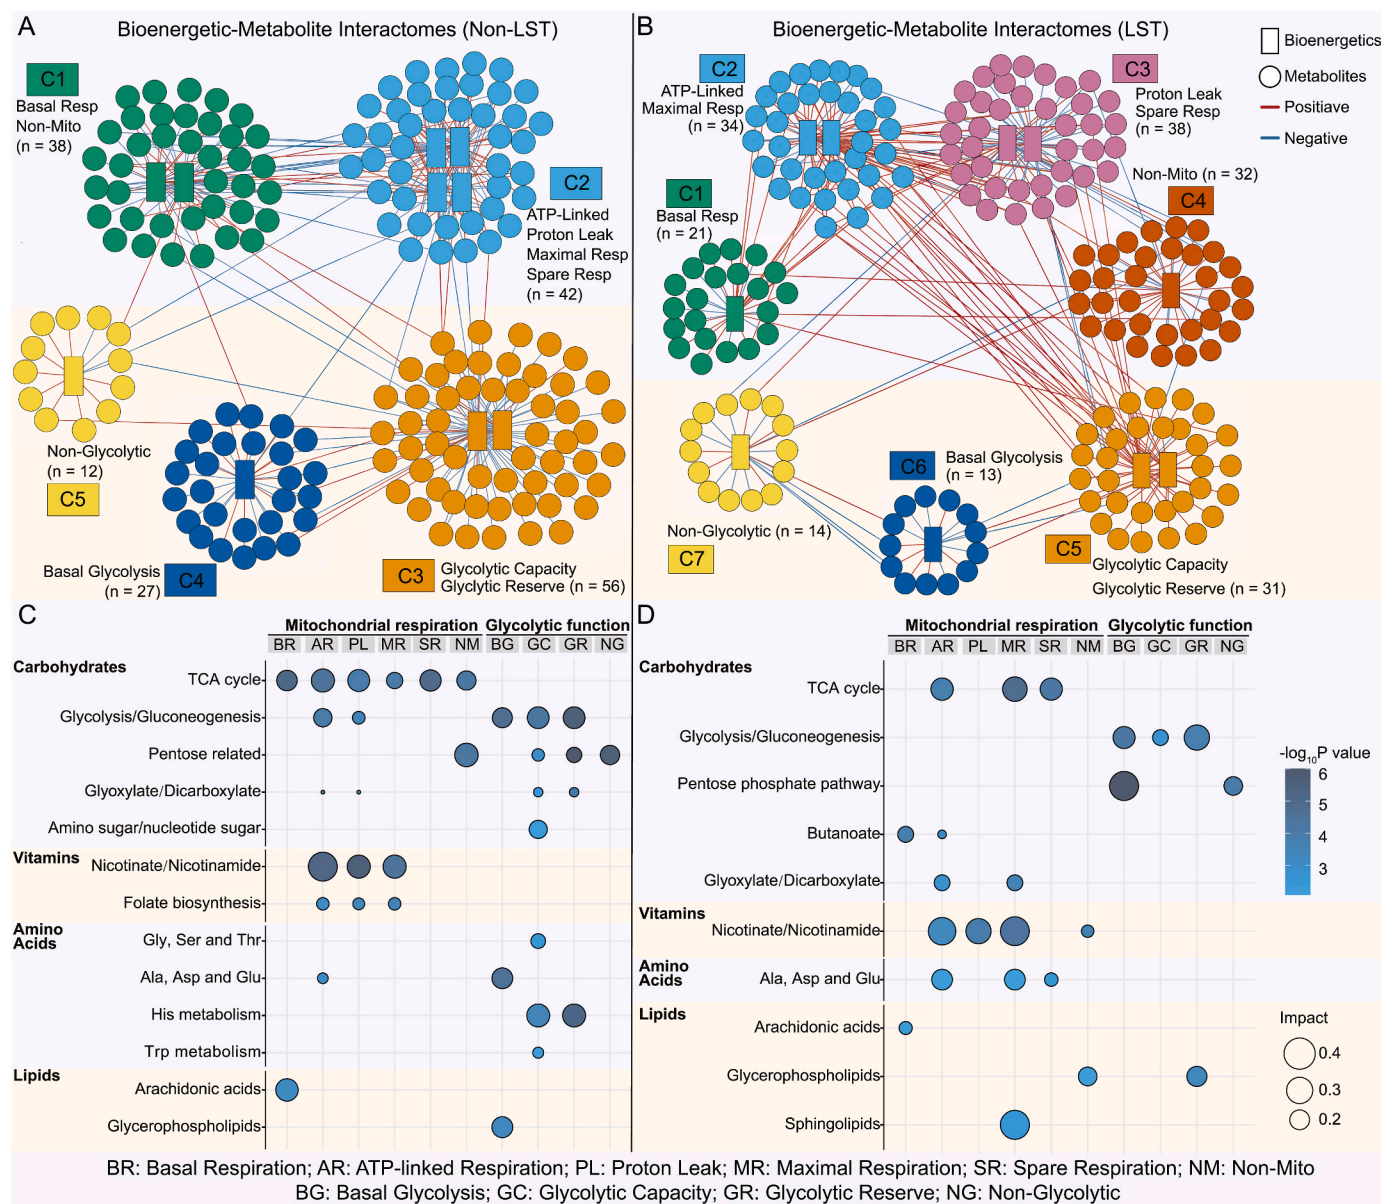 A
Bioenergetic-Metabolite Interactomes (Non-LST)
C1
Basal Resp
Non-Mito
(n = 38)
C2
ATP-Linked
Proton Leak
Maximal Resp
Spare Resp
(n = 42)
Non-Glycolytic
(n = 12)
C5
Basal Glycolysis
(n = 27)
C4
C3
Glycolytic Capacity
Glyclytic Reserve (n = 56)
B
Bioenergetic-Metabolite Interactomes (LST)
C2
ATP-Linked
Maximal Resp
(n = 34)
C3
Proton Leak
Spare Resp
(n = 38)
Bioenergetics
Metabolites
Positiave
Negative
C1
Basal Resp
(n = 21)
Non-Mito (n = 32)
C4
C6
Basal Glycolysis
(n = 13)
Non-Glycolytic (n = 14)
C7
C5
Glycolytic Capacity
Glycolytic Reserve (n = 31)
C
Mitochondrial respiration
Glycolytic function
BR AR PL MR SR NM BG GC GR NG
Carbohydrates
TCA cycle
Glycolysis/Gluconeogenesis
Pentose related
Glyoxylate/Dicarboxylate
Amino sugar/nucleotide sugar
Vitamins
Nicotinate/Nicotinamide
Folate biosynthesis
Amino
Acids
Gly, Ser and Thr
Ala, Asp and Glu
His metabolism
Trp metabolism
Lipids
Arachidonic acids
Glycerophospholipids
D
Mitochondrial respiration
Glycolytic function
BR AR PL MR SR NM BG GC GR NG
Carbohydrates
TCA cycle
Glycolysis/Gluconeogenesis
Pentose phosphate pathway
Butanoate
Glyoxylate/Dicarboxylate
Vitamins
Nicotinate/Nicotinamide
Amino
Acids
Ala, Asp and Glu
Lipids
Arachidonic acids
Glycerophospholipids
Sphingolipids
-log10P value
6
5
4
3
Impact
0.4
0.3
0.2
BR: Basal Respiration; AR: ATP-linked Respiration; PL: Proton Leak; MR: Maximal Respiration; SR: Spare Respiration; NM: Non-Mito
BG: Basal Glycolysis; GC: Glycolytic Capacity; GR: Glycolytic Reserve; NG: Non-Glycolytic